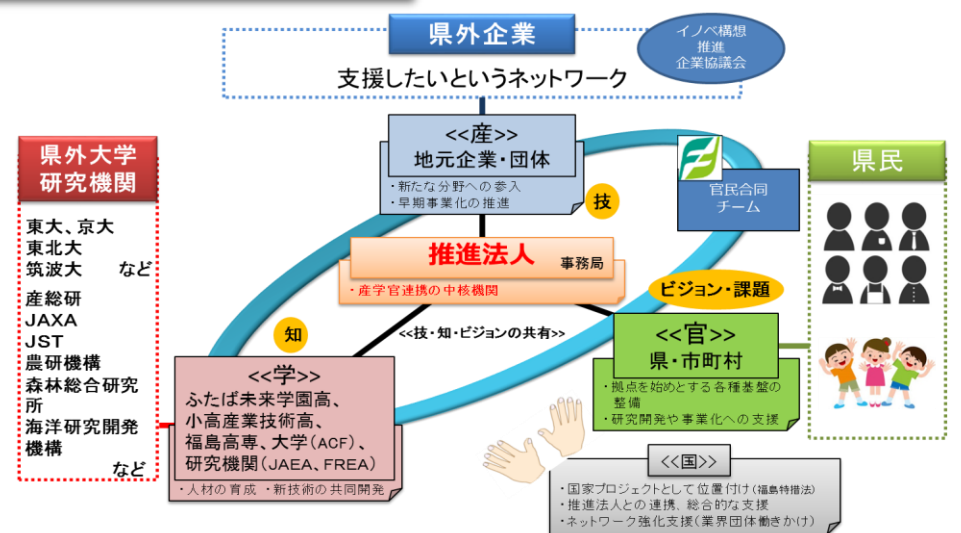 県外企業
イノベ構想
推進
企業協議会
支援したいというネットワーク
<<産>>
地元企業・団体
・新たな分野への参入
・早期事業化の推進
技
官民合同
チーム
県外大学
研究機関
東大、京大
東北大
筑波大 など
産総研
JAXA
JST
農研機構
森林総合研究
所
海洋研究開発
機構
など
県民
推進法人 事務局
・産学官連携の中核機関
ビジョン・課題
知
<<技・知・ビジョンの共有>>
<<官>>
県・市町村
・拠点を始めとする各種基盤の
整備
・研究開発や事業化への支援
<<学>>
ふたば未来学園高、
小高産業技術高、
福島高専、大学(ACF)、
研究機関(JAEA、FREA)
・人材の育成 ・新技術の共同開発
<<国>>
・国家プロジェクトとして位置付け(福島特措法)
・推進法人との連携、総合的な支援
・ネットワーク強化支援(業界団体働きかけ)